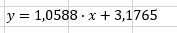 y = 1,0588 · x + 3,1765